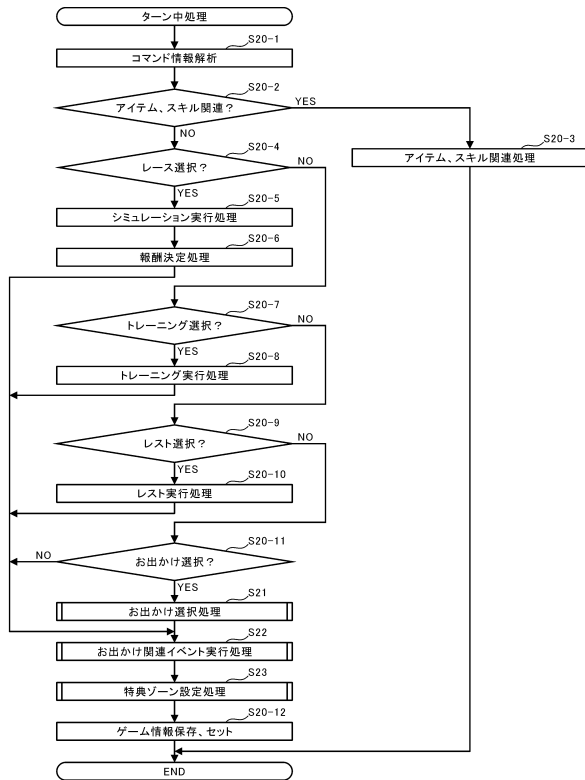 ターン中処理
S20-1
コマンド情報解析
S20-2
アイテム、スキル関連？
YES
NO
S20-3
アイテム、スキル関連処理
S20-4
レース選択？
NO
YES
S20-5
シミュレーション実行処理
S20-6
報酬決定処理
S20-7
トレーニング選択？
NO
YES
S20-8
トレーニング実行処理
S20-9
レスト選択？
NO
YES
S20-10
レスト実行処理
S20-11
お出かけ選択？
NO
YES
S21
お出かけ選択処理
S22
お出かけ関連イベント実行処理
S23
特典ゾーン設定処理
S20-12
ゲーム情報保存、セット
END